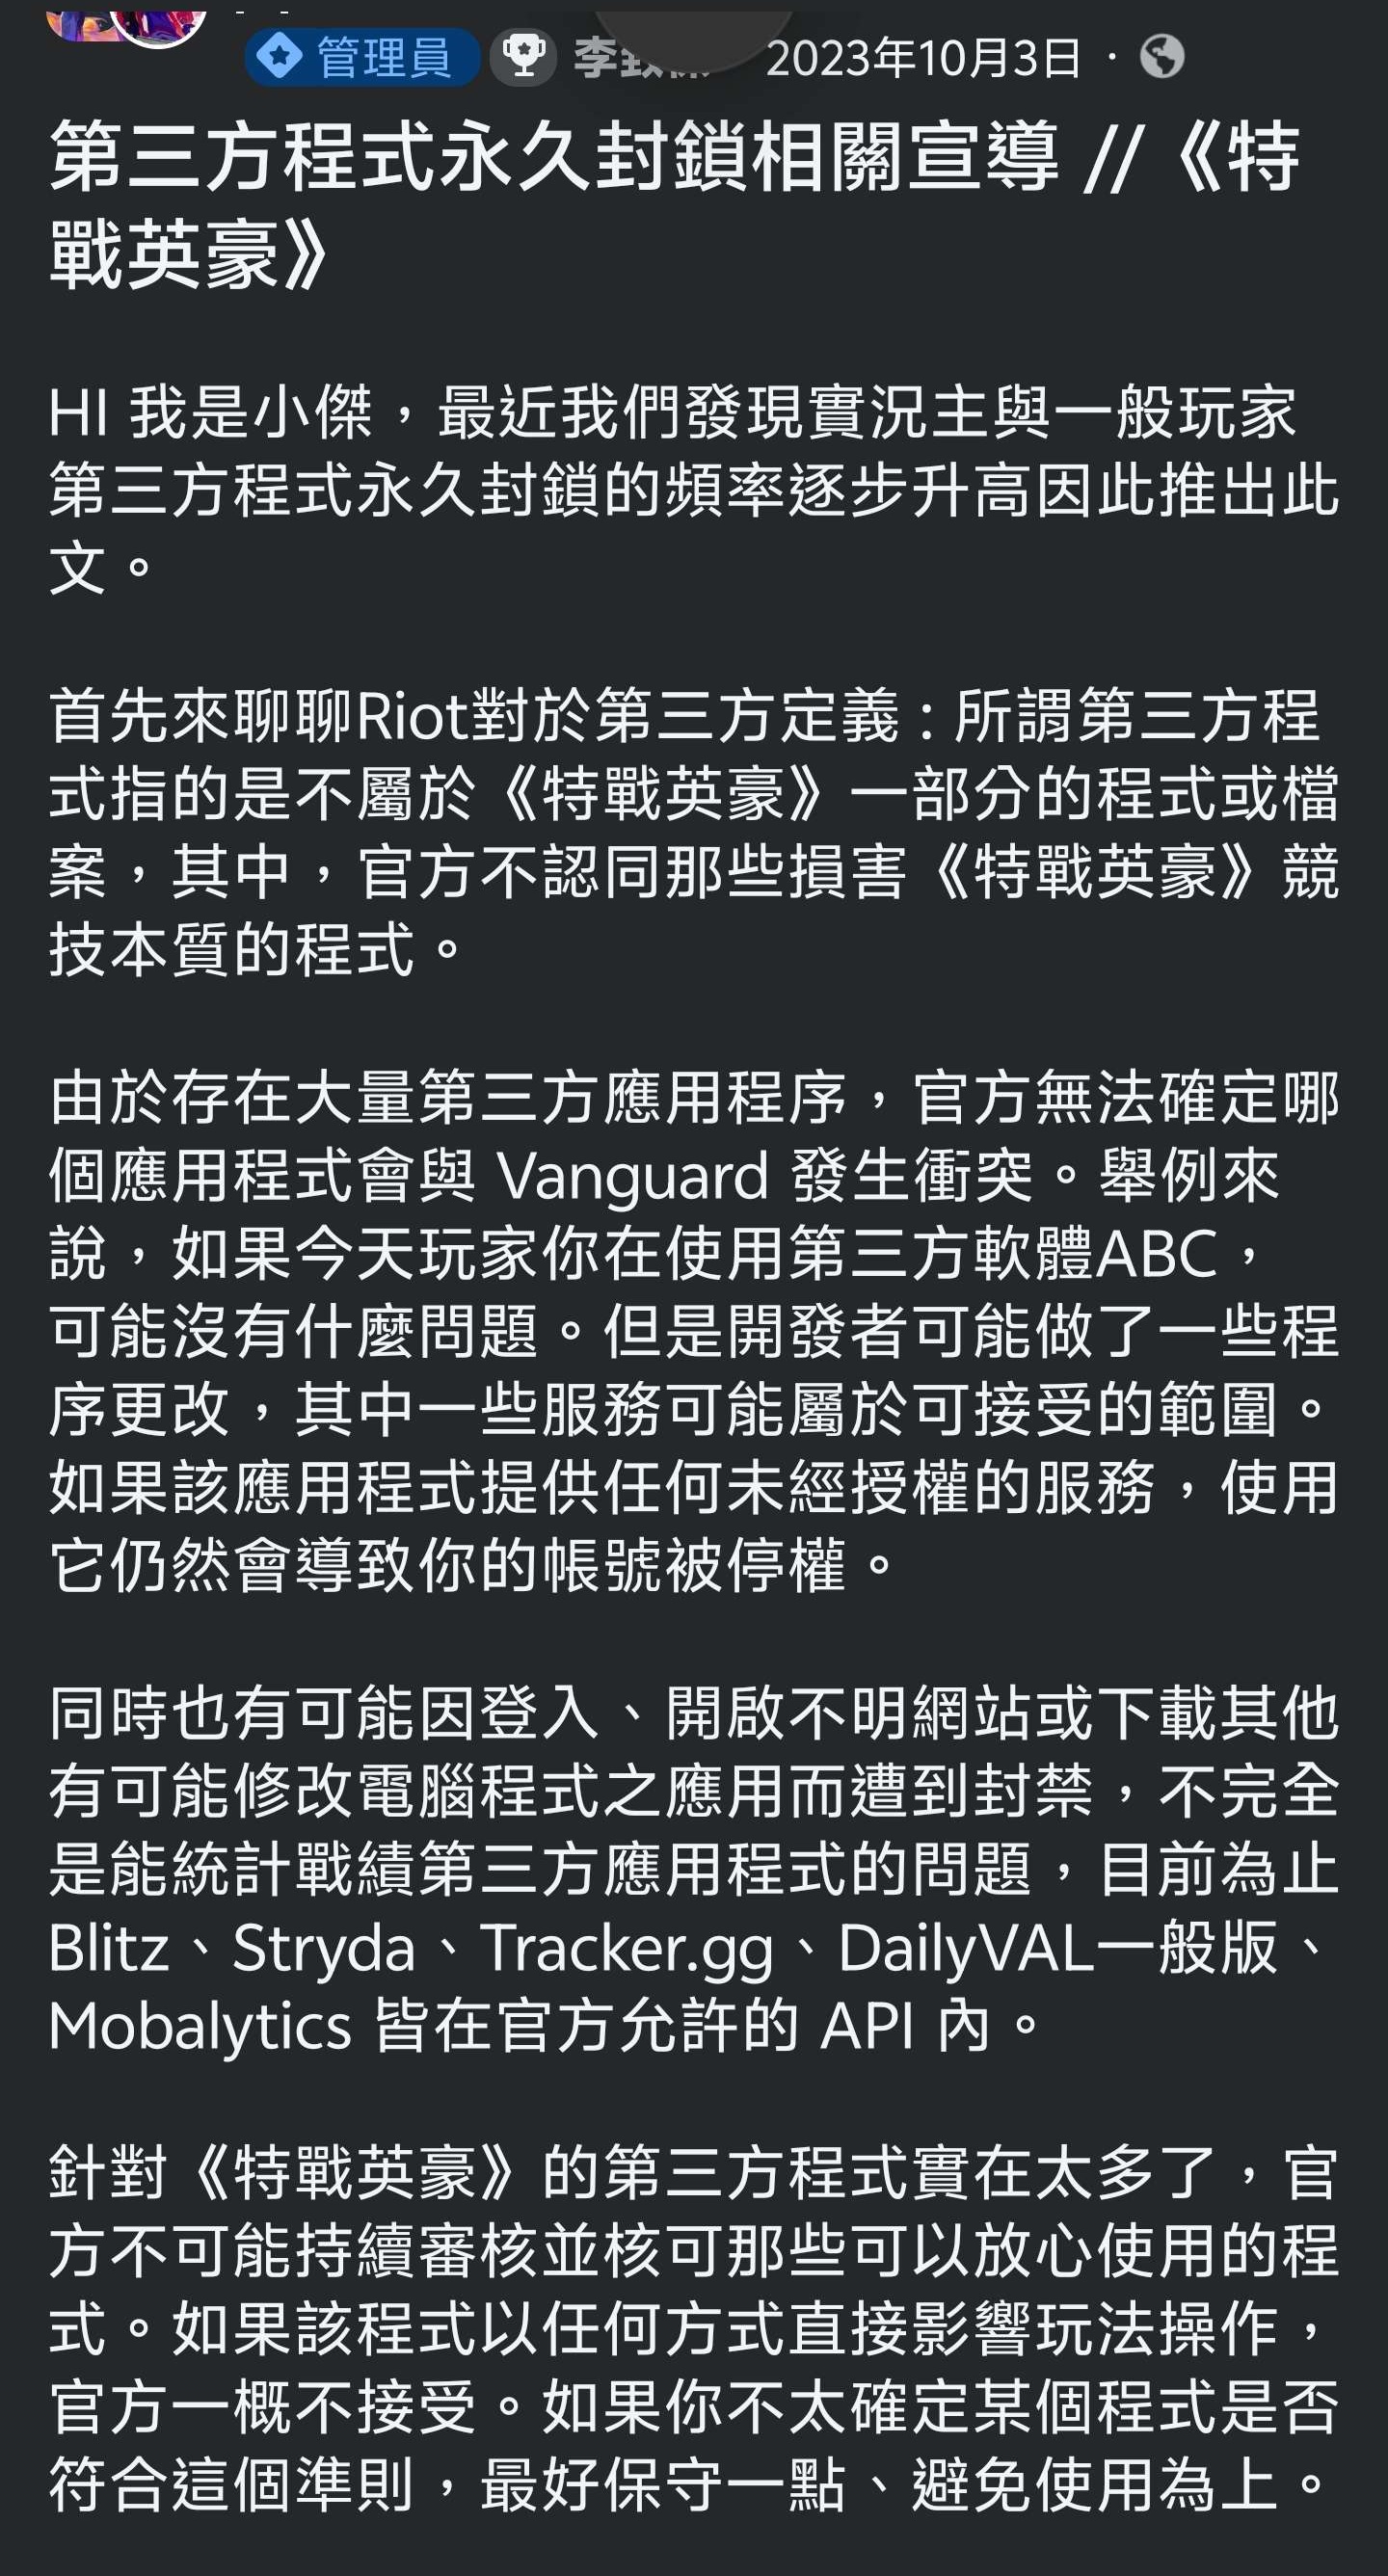 管理員 李 2023年10月3日 ·
第三方程式永久封鎖相關宣導 //《特
戰英豪》
HI 我是小傑，最近我們發現實況主與一般玩家
第三方程式永久封鎖的頻率逐步升高因此推出此
文。
首先來聊聊Riot對於第三方定義：所謂第三方程
式指的是不屬於《特戰英豪》一部分的程式或檔
案，其中，官方不認同那些損害《特戰英豪》競
技本質的程式。
由於存在大量第三方應用程序，官方無法確定哪
個應用程式會與 Vanguard 發生衝突。舉例來
說，如果今天玩家你在使用第三方軟體ABC，
可能沒有什麼問題。但是開發者可能做了一些程
序更改，其中一些服務可能屬於可接受的範圍。
如果該應用程式提供任何未經授權的服務，使用
它仍然會導致你的帳號被停權。
同時也有可能因登入、開啟不明網站或下載其他
有可能修改電腦程式之應用而遭到封禁，不完全
是能統計戰績第三方應用程式的問題，目前為止
Blitz、Stryda、Tracker.gg、DailyVAL一般版、
Mobalytics 皆在官方允許的 API 內。
針對《特戰英豪》的第三方程式實在太多了，官
方不可能持續審核並核可那些可以放心使用的程
式。如果該程式以任何方式直接影響玩法操作，
官方一概不接受。如果你不太確定某個程式是否
符合這個準則，最好保守一點、避免使用為上。